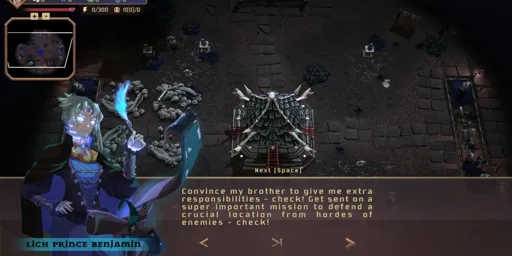 0/300
0(0)/0
Next [Space]
Convince my brother to give me extra
responsibilities - check! Get sent on a
super important mission to defend a
crucial location from hordes of
enemies - check!
LICH PRINCE BENJAMIN